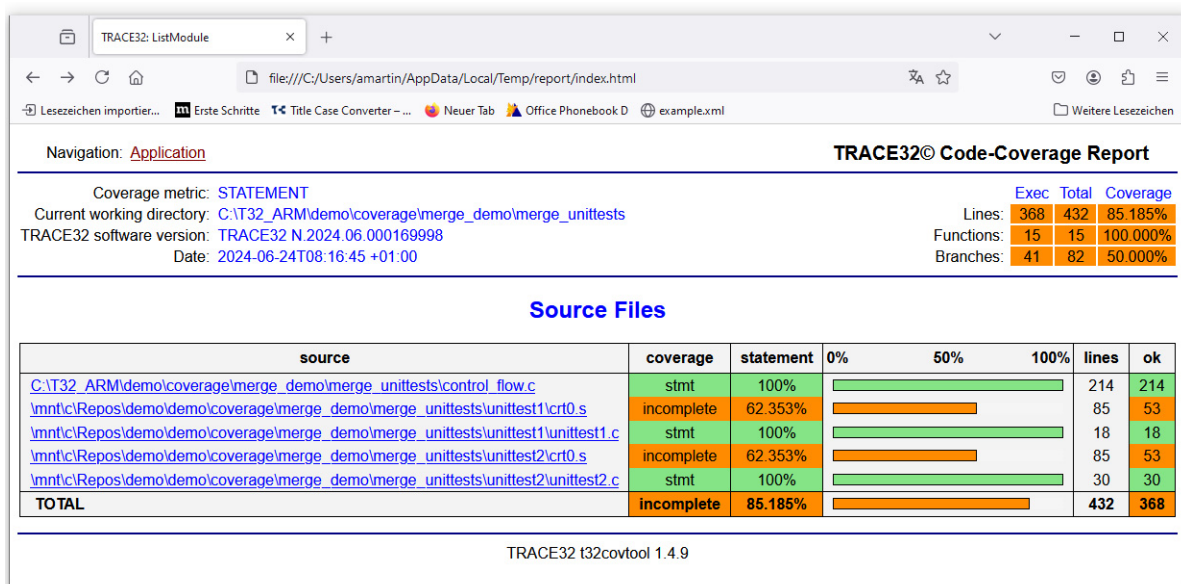 TRACE32: ListModule
file:///C:/Users/amartin/AppData/Local/Temp/report/index.html
Lesezeichen importier... m Erste Schritte TC Title Case Converter – ... Neuer Tab Office Phonebook D example.xml Weitere Lesezeichen
Navigation: Application TRACE32© Code-Coverage Report
Coverage metric: STATEMENT Exec Total Coverage
Current working directory: C:\T32_ARM\demo\coverage\merge_demo\merge_unittests Lines: 368 432 85.185%
TRACE32 software version: TRACE32 N.2024.06.000169998 Functions: 15 15 100.000%
Date: 2024-06-24T08:16:45 +01:00 Branches: 41 82 50.000%
Source Files
source coverage statement 0% 50% 100% lines ok
C:\T32_ARM\demo\coverage\merge_demo\merge_unittests\control_flow.c stmt 100% 214 214
\mnt\c\Repos\demo\demo\coverage\merge_demo\merge_unittests\unittest1\crt0.s incomplete 62.353% 85 53
\mnt\c\Repos\demo\demo\coverage\merge_demo\merge_unittests\unittest1\unittest1.c stmt 100% 18 18
\mnt\c\Repos\demo\demo\coverage\merge_demo\merge_unittests\unittest2\crt0.s incomplete 62.353% 85 53
\mnt\c\Repos\demo\demo\coverage\merge_demo\merge_unittests\unittest2\unittest2.c stmt 100% 30 30
TOTAL incomplete 85.185% 432 368
TRACE32 t32covtool 1.4.9